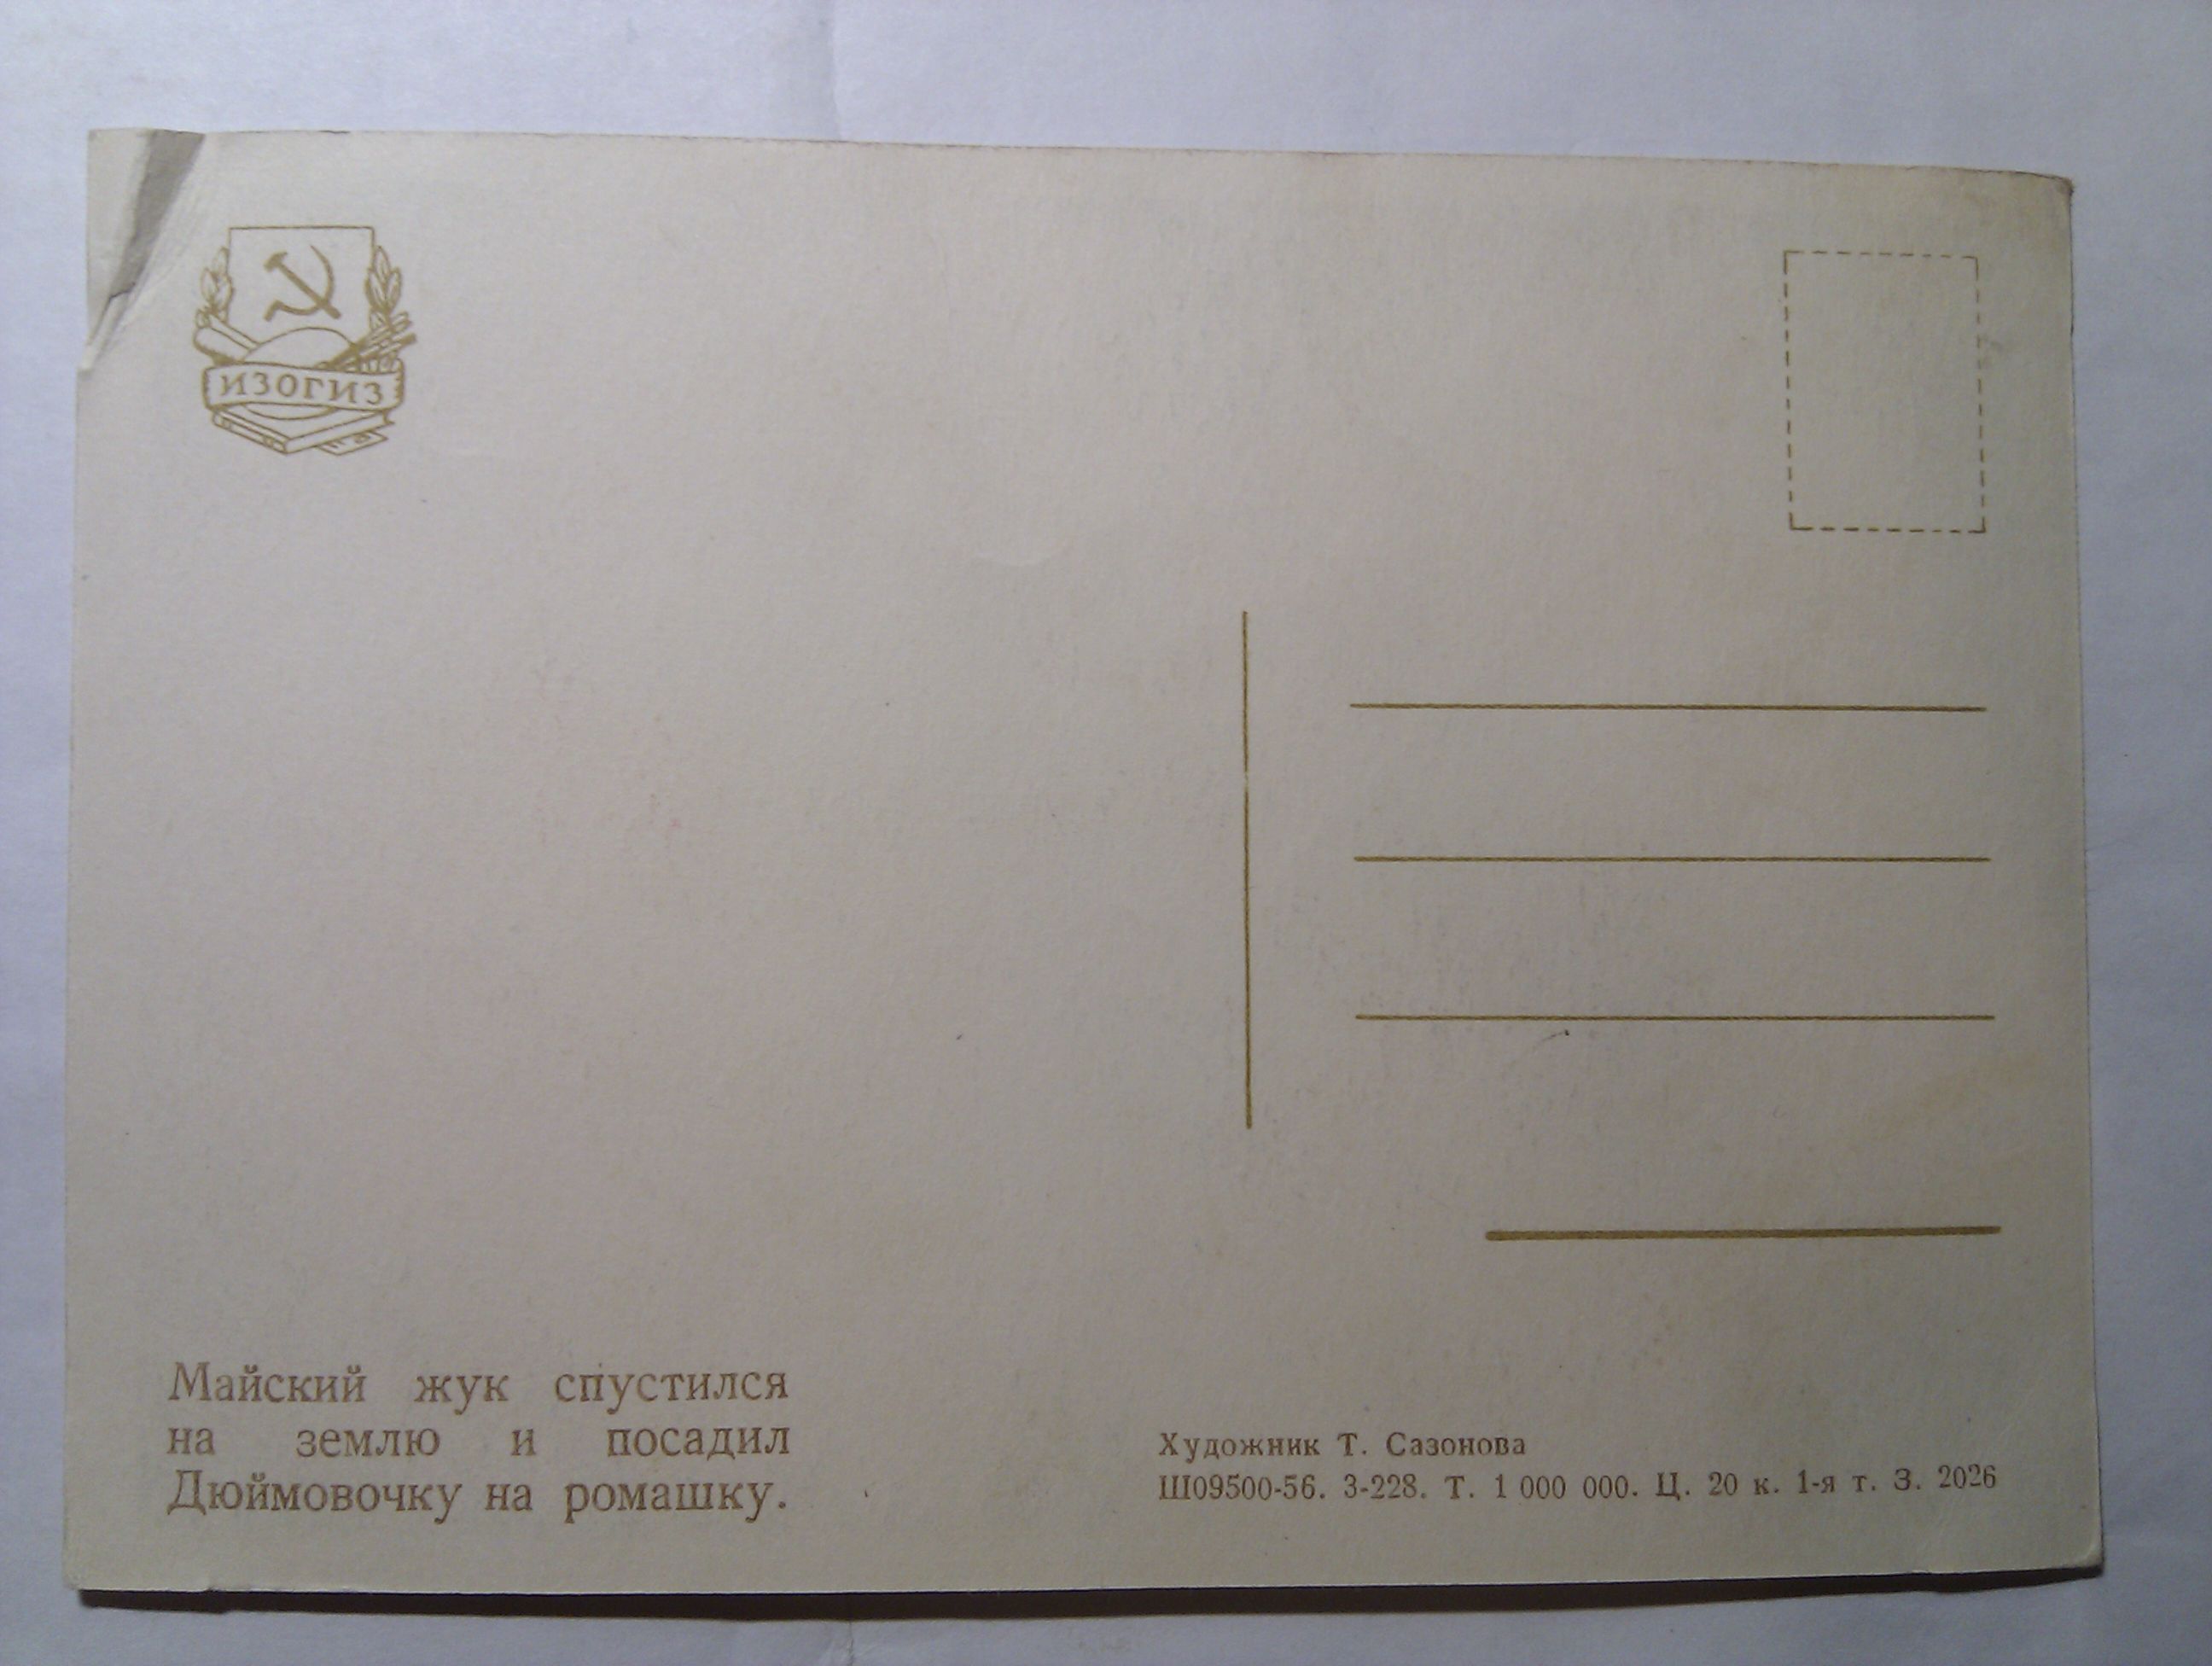 ИЗОГИЗ
Майский жук спустился
на землю и посадил
Дюймовочку на ромашку.
Художник Т. Сазонова
Ш09500-56. 3-228. Т. 1 000 000. Ц. 20 к. 1-я т. З. 2026